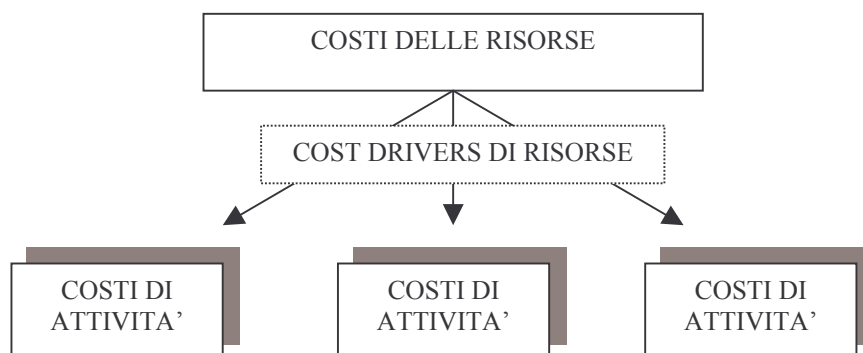 COSTI DELLE RISORSE
COST DRIVERS DI RISORSE
COSTI DI
ATTIVITA’
COSTI DI
ATTIVITA’
COSTI DI
ATTIVITA’